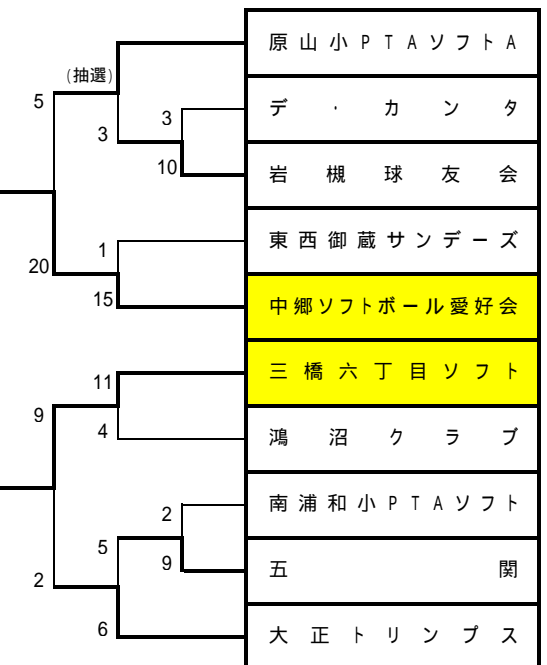 原山小PTAソフトA
(抽選)
5
デ・カンタ
3
3
岩槻球友会
10
東西御蔵サンデーズ
1
20
中郷ソフトボール愛好会
15
三橋六丁目ソフト
11
9
鴻沼クラブ
4
南浦和小PTAソフト
2
5
五関
9
2
大正トリンプス
6